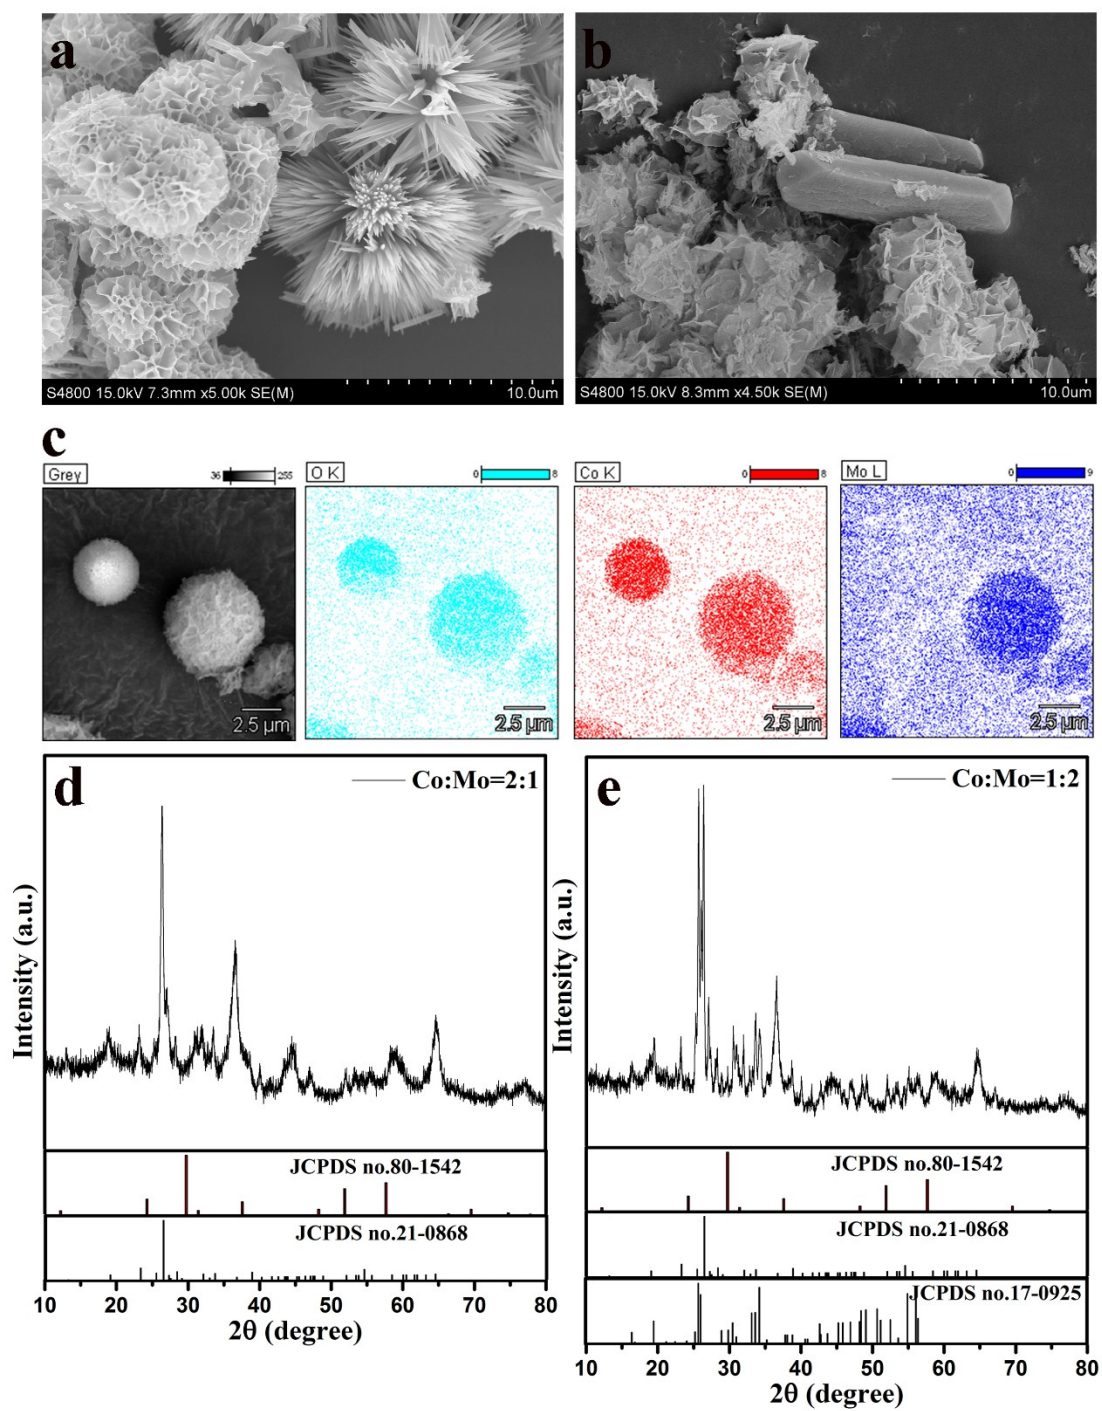 a
S4800 15.0kV 7.3mm x5.00k SE(M)
10.0um
b
S4800 15.0kV 8.3mm x4.50k SE(M)
10.0um
c
Grey
36
255
2.5 µm
O K
0
8
2.5 µm
Co K
0
8
2.5 µm
Mo L
0
9
2.5 µm
d
Co:Mo=2:1
Intensity (a.u.)
JCPDS no.80-1542
JCPDS no.21-0868
10 20 30 40 50 60 70 80
2θ (degree)
e
Co:Mo=1:2
Intensity (a.u.)
JCPDS no.80-1542
JCPDS no.21-0868
JCPDS no.17-0925
10 20 30 40 50 60 70 80
2θ (degree)